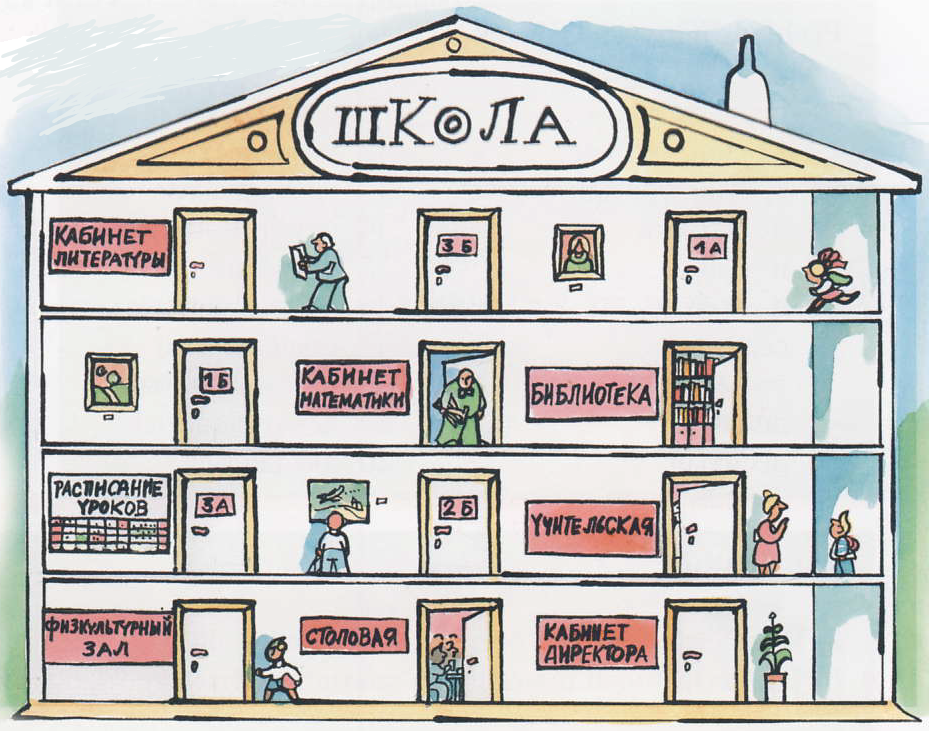 ШКОЛА
КАБИНЕТ
ЛИТЕРАТУРЫ
3 Б
1 А
1 Б
КАБИНЕТ
МАТЕМАТИКИ
БИБЛИОТЕКА
РАСПИСАНИЕ
УРОКОВ
3 А
2 Б
УЧИТЕЛЬСКАЯ
ФИЗКУЛЬТУРНЫЙ
ЗАЛ
СТОЛОВАЯ
КАБИНЕТ
ДИРЕКТОРА